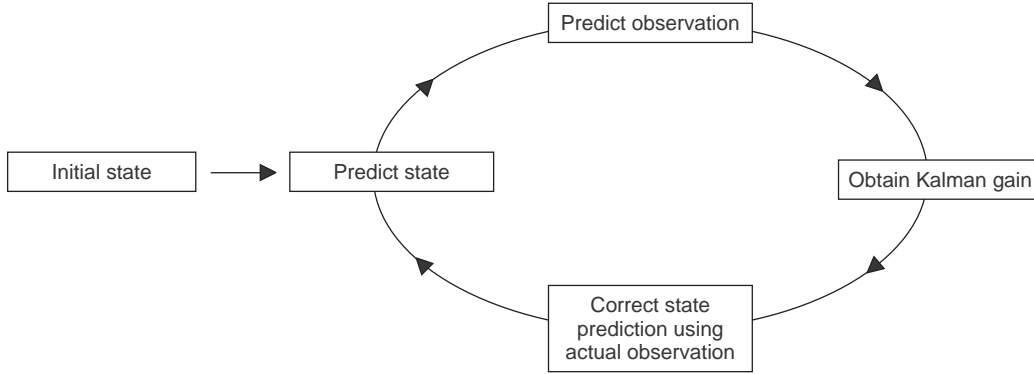 Predict observation
Initial state
Predict state
Obtain Kalman gain
Correct state
prediction using
actual observation